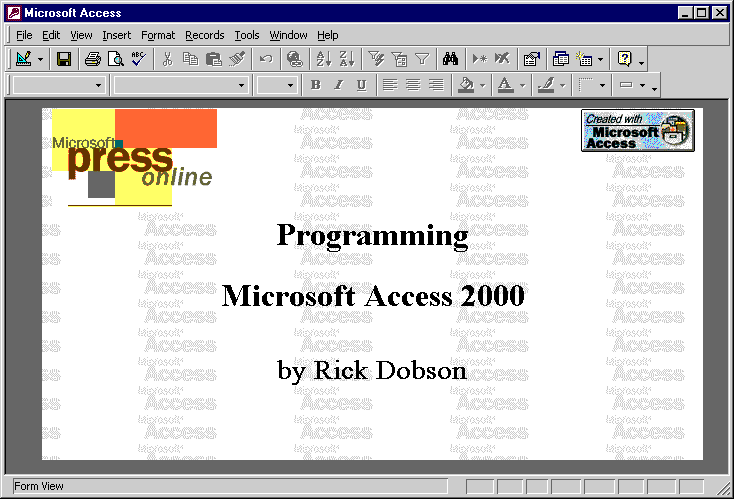 Microsoft Access
File Edit View Insert Format Records Tools Window Help
Microsoft
press
online
Created with
Microsoft
Access
Programming
Microsoft Access 2000
by Rick Dobson
Form View